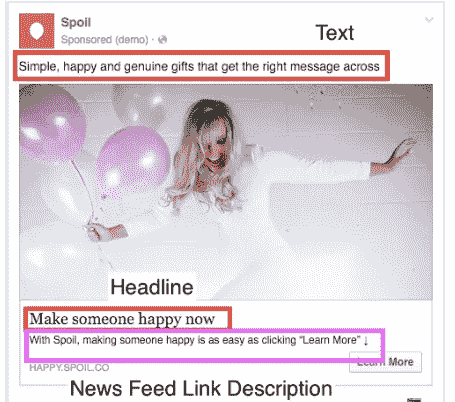 Spoil
Sponsored (demo) ·
Text
Simple, happy and genuine gifts that get the right message across
Headline
Make someone happy now
With Spoil, making someone happy is as easy as clicking "Learn More" ↓
HAPPY.SPOIL.CO
Learn More
News Feed Link Description